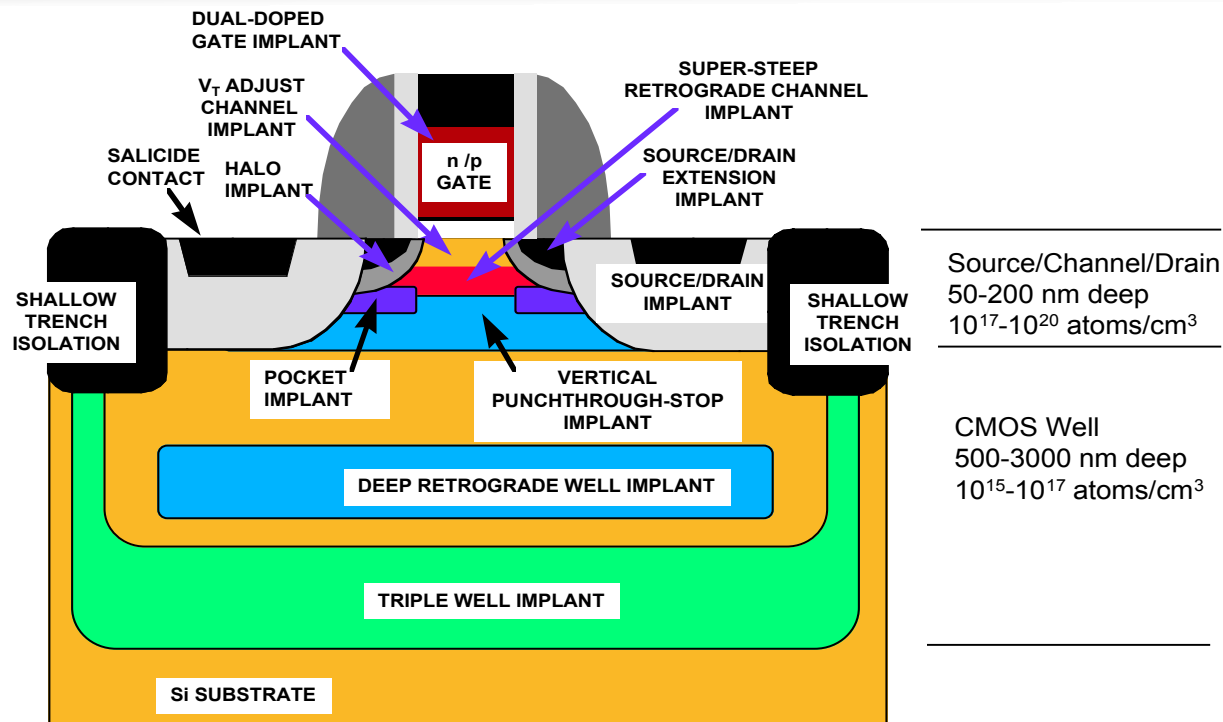 DUAL-DOPED
GATE IMPLANT
V_T ADJUST
CHANNEL
IMPLANT
SUPER-STEEP
RETROGRADE CHANNEL
IMPLANT
SALICIDE
CONTACT
HALO
IMPLANT
n /p
GATE
SOURCE/DRAIN
EXTENSION
IMPLANT
SHALLOW
TRENCH
ISOLATION
SOURCE/DRAIN
IMPLANT
SHALLOW
TRENCH
ISOLATION
Source/Channel/Drain
50-200 nm deep
10¹⁷-10²⁰ atoms/cm³
POCKET
IMPLANT
VERTICAL
PUNCHTHROUGH-STOP
IMPLANT
CMOS Well
500-3000 nm deep
10¹⁵-10¹⁷ atoms/cm³
DEEP RETROGRADE WELL IMPLANT
TRIPLE WELL IMPLANT
Si SUBSTRATE